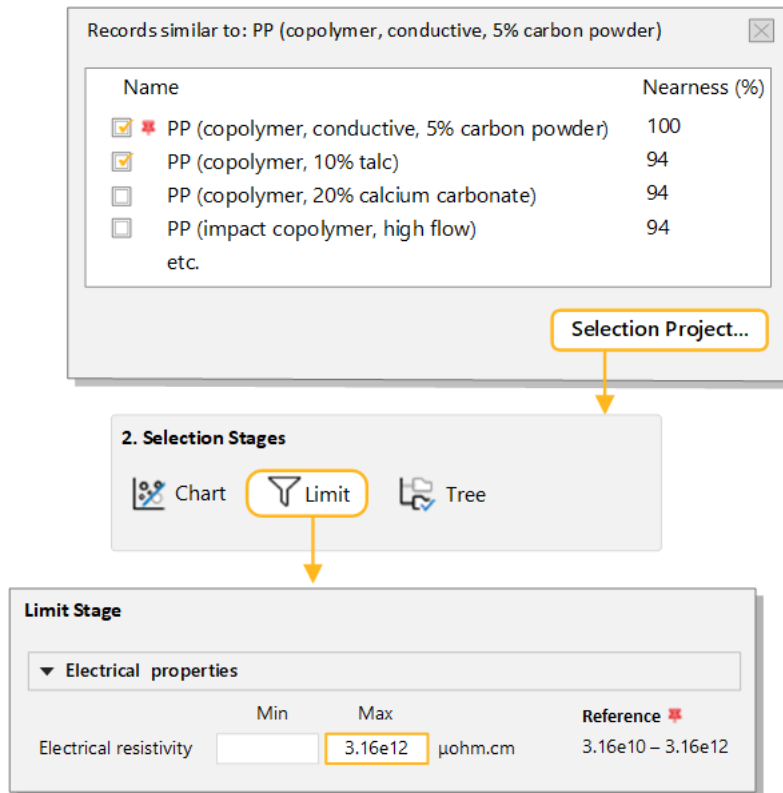 Records similar to: PP (copolymer, conductive, 5% carbon powder)
Name Nearness (%)
PP (copolymer, conductive, 5% carbon powder) 100
PP (copolymer, 10% talc) 94
PP (copolymer, 20% calcium carbonate) 94
PP (impact copolymer, high flow) 94
etc.
Selection Project...
2. Selection Stages
Chart Limit Tree
Limit Stage
Electrical properties
Min Max Reference
Electrical resistivity 3.16e12 µohm.cm 3.16e10 – 3.16e12